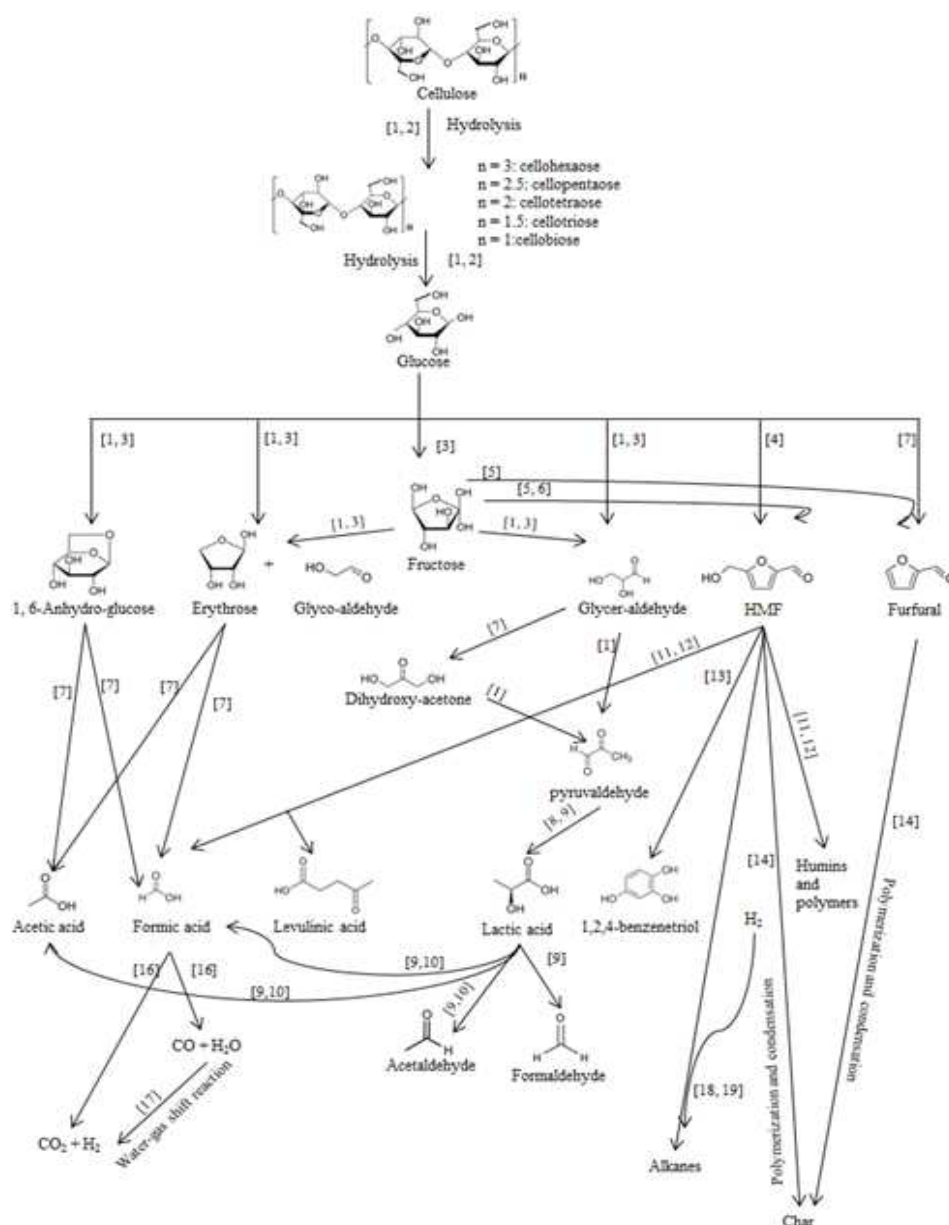 Cellulose
[1, 2]
Hydrolysis
n = 3: cellohexaose
n = 2.5: cellopentaose
n = 2: cellotetraose
n = 1.5: cellotriose
n = 1:cellobiose
Hydrolysis
[1, 2]
Glucose
[1, 3]
[1, 3]
[3]
[1, 3]
[4]
[7]
[5]
[5, 6]
[1, 3]
[1, 3]
Fructose
1, 6-Anhydro-glucose
Erythrose
+
Glyco-aldehyde
Glycer-aldehyde
HMF
Furfural
[7]
[1]
[11, 12]
[13]
Dihydroxy-acetone
[1]
[7]
[7]
[7]
[7]
[11,12]
pyruvaldehyde
[8, 9]
[14]
[14]
Humins
and
polymers
Acetic acid
Formic acid
Levulinic acid
Lactic acid
1,2,4-benzenetriol
H₂
[16]
[16]
[9,10]
[9,10]
[9,10]
[9]
CO + H₂O
Acetaldehyde
Formaldehyde
[17]
Water-gas shift reaction
CO₂ + H₂
[18, 19]
Polymerization and condensation
Polymerization and condensation
Alkanes
Char